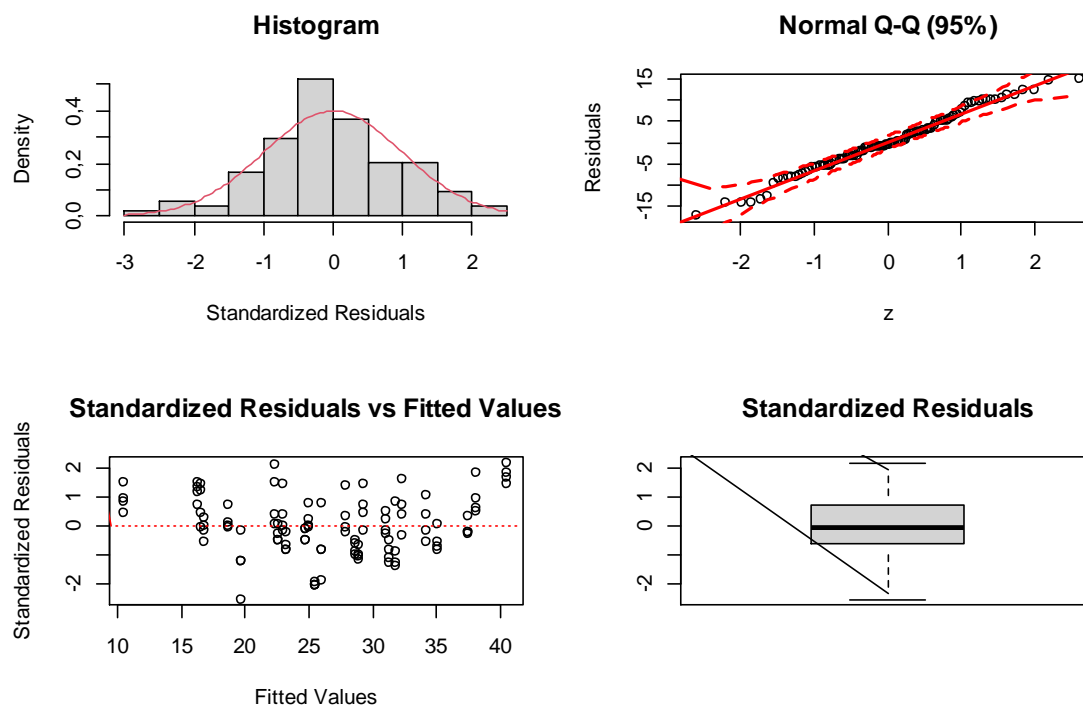 Histogram
Density
0,0 0,2 0,4
-3 -2 -1 0 1 2
Standardized Residuals
Normal Q-Q (95%)
Residuals
-15 -5 5 15
-2 -1 0 1 2
z
Standardized Residuals vs Fitted Values
Standardized Residuals
-2 0 1 2
10 15 20 25 30 35 40
Fitted Values
Standardized Residuals
-2 0 1 2